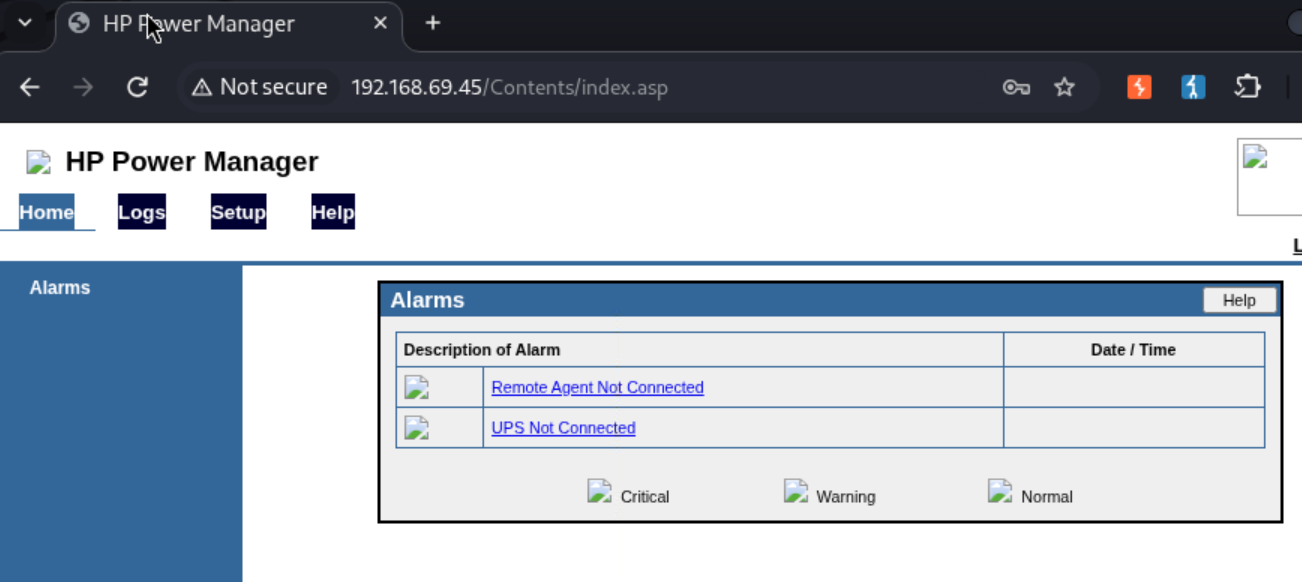 HP Power Manager
Not secure 192.168.69.45/Contents/index.asp
HP Power Manager
Home Logs Setup Help
Alarms
Alarms Help
Description of Alarm Date / Time
Remote Agent Not Connected
UPS Not Connected
Critical Warning Normal